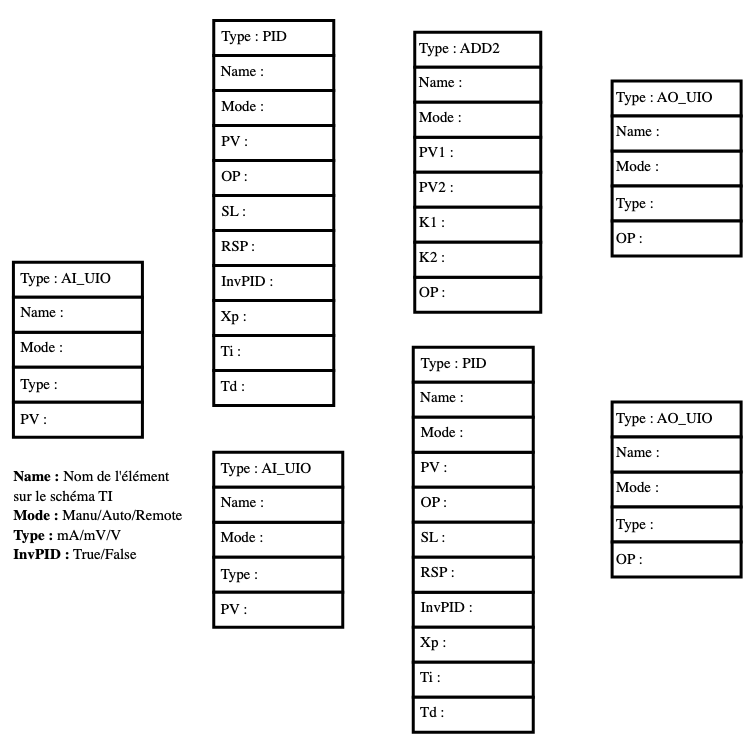 Type : PID
Name :
Mode :
PV :
OP :
SL :
RSP :
InvPID :
Xp :
Ti :
Td :
Type : ADD2
Name :
Mode :
PV1 :
PV2 :
K1 :
K2 :
OP :
Type : AO_UIO
Name :
Mode :
Type :
OP :
Type : AI_UIO
Name :
Mode :
Type :
PV :
Name : Nom de l'élément
sur le schéma TI
Mode : Manu/Auto/Remote
Type : mA/mV/V
InvPID : True/False
Type : AI_UIO
Name :
Mode :
Type :
PV :
Type : PID
Name :
Mode :
PV :
OP :
SL :
RSP :
InvPID :
Xp :
Ti :
Td :
Type : AO_UIO
Name :
Mode :
Type :
OP :